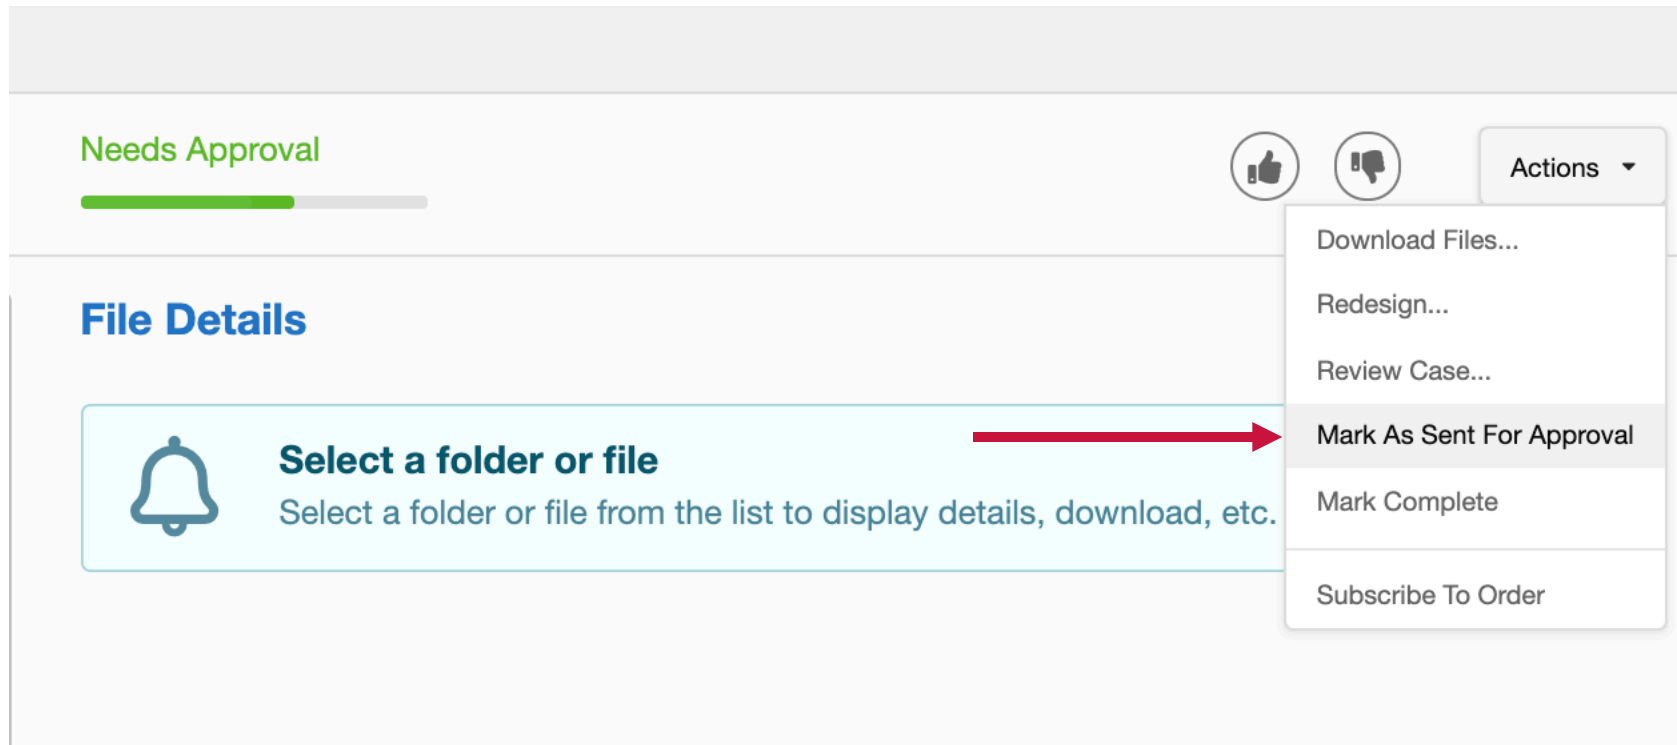 Needs Approval
Actions
Download Files...
Redesign...
Review Case...
Mark As Sent For Approval
Mark Complete
Subscribe To Order
File Details
Select a folder or file
Select a folder or file from the list to display details, download, etc.